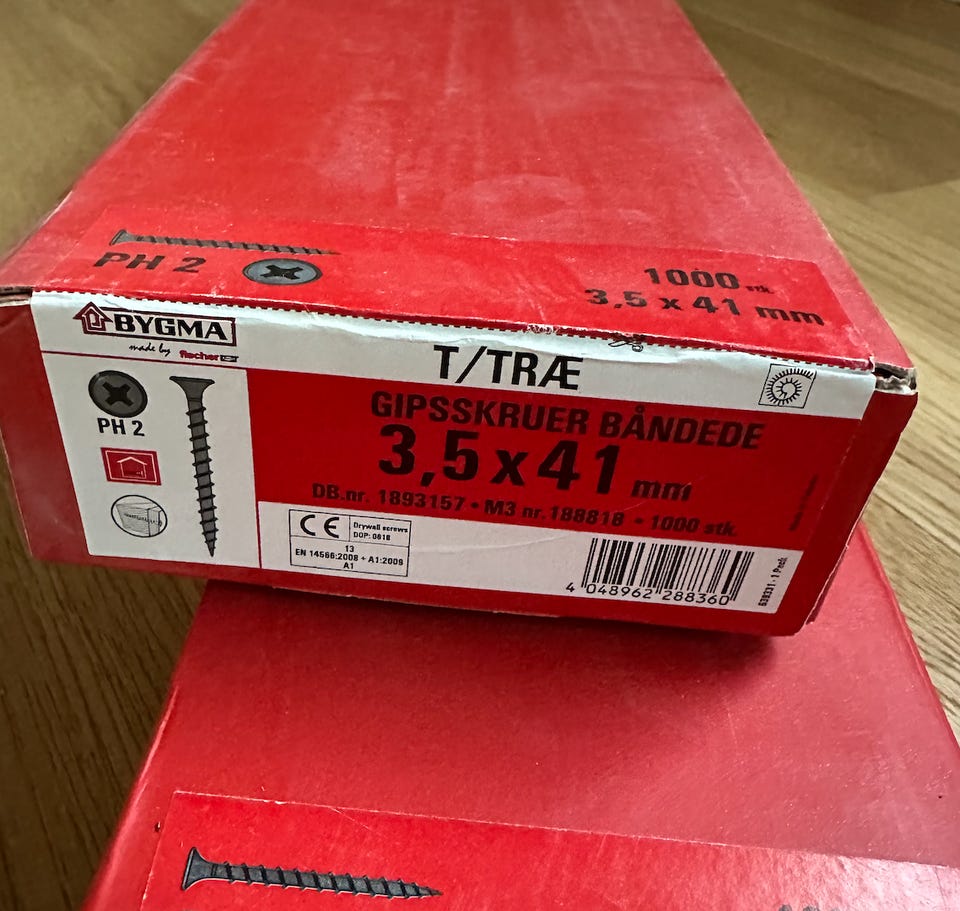 PH 2
1000 stk.
3,5 x 41 mm
BYGMA
made by fischer
T/TRÆ
PH 2
GIPSSKRUER BÅNDEDE
3,5 x 41 mm
DB.nr. 1893157 • M3 nr. 188818 • 1000 stk.
CE
Drywall screws
DOP: 0818
13
EN 14566:2008 + A1:2009
A1
4 048962 288360